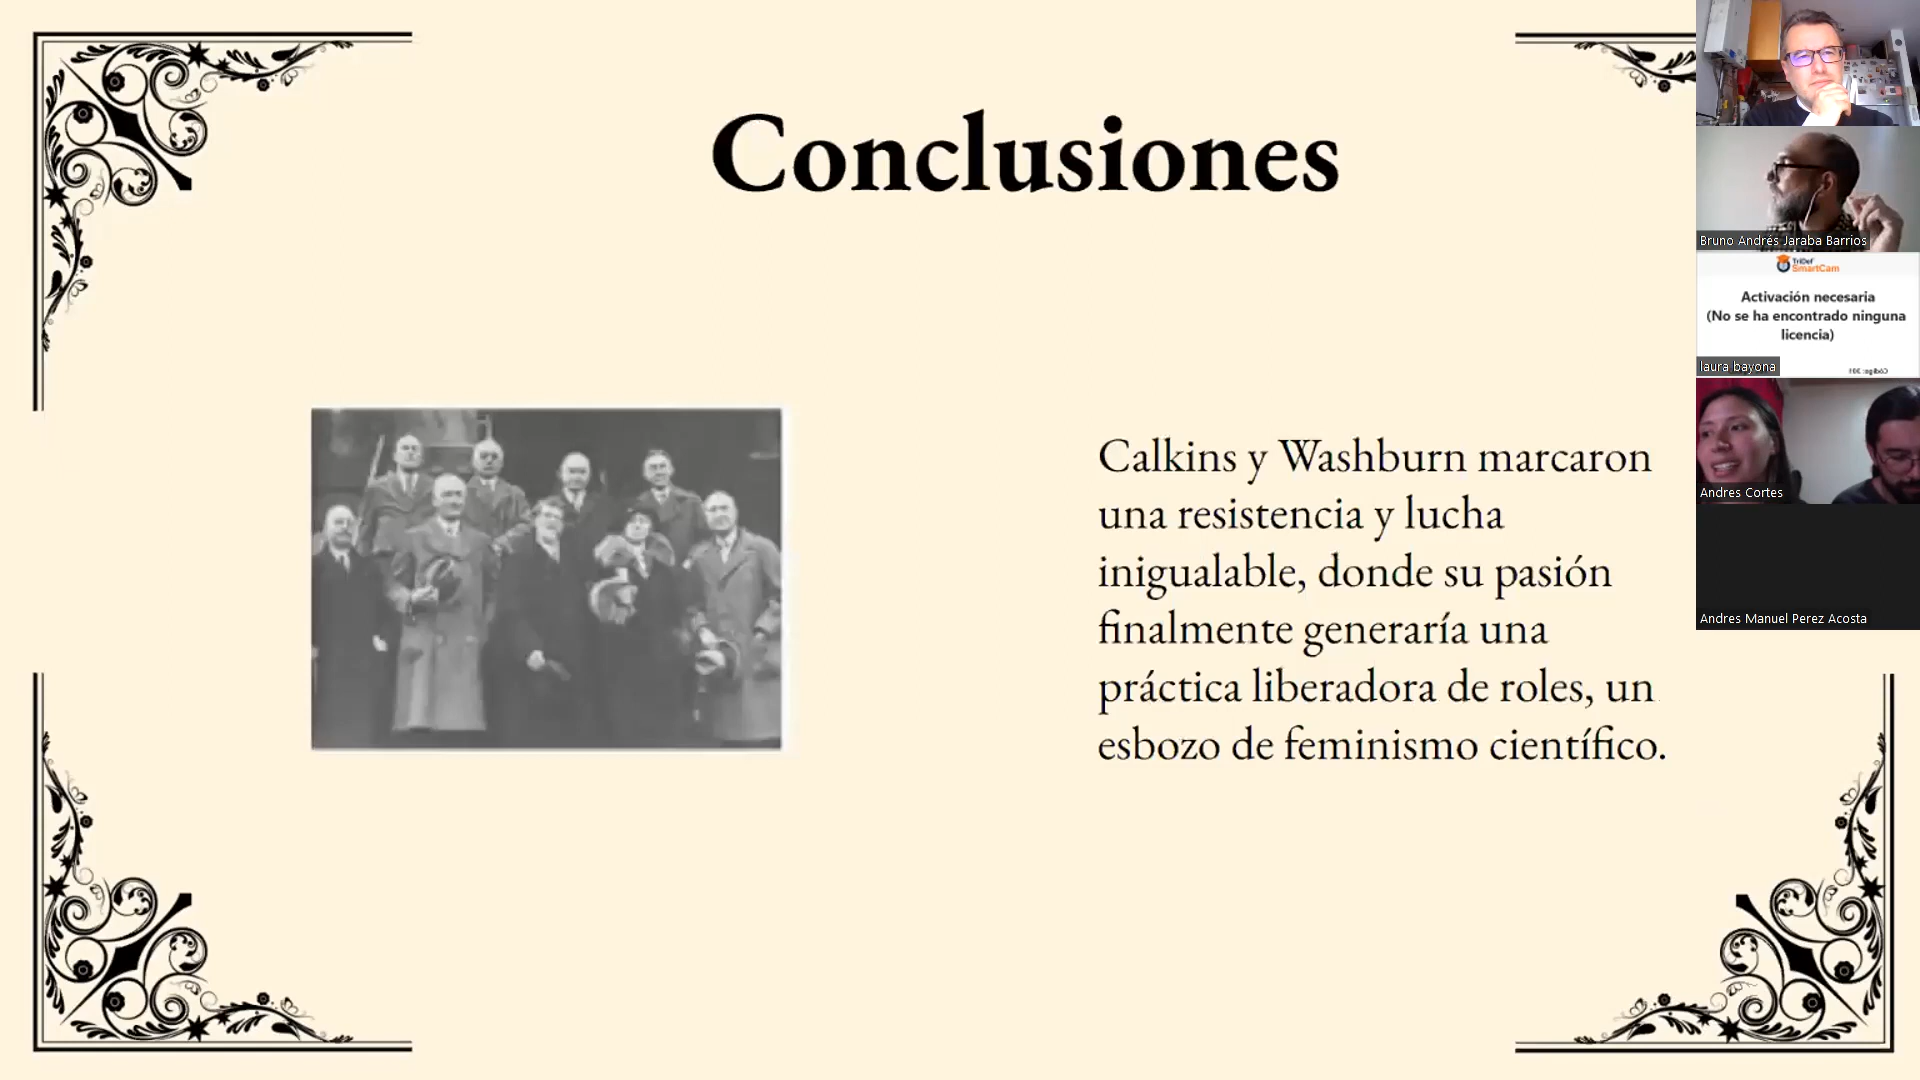 Conclusiones
Calkins y Washburn marcaron
una resistencia y lucha
inigualable, donde su pasión
finalmente generaría una
práctica liberadora de roles, un
esbozo de feminismo científico.
Bruno Andrés Jaraba Barrios
TriDef
SmartCam
Activación necesaria
(No se ha encontrado ninguna
licencia)
laura bayona
Andres Cortes
Andres Manuel Perez Acosta